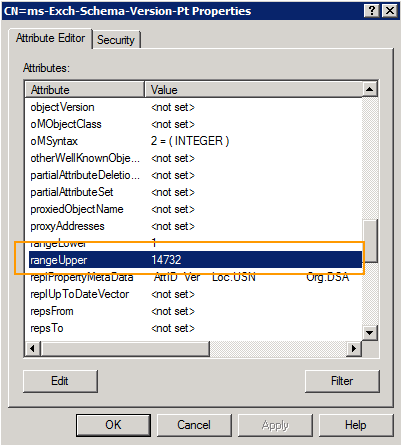 CN=ms-Exch-Schema-Version-Pt Properties
Attribute Editor Security
Attributes:
Attribute Value
objectVersion <not set>
oMObjectClass <not set>
oMSyntax 2 = ( INTEGER )
otherWellKnownObje... <not set>
partialAttributeDeletio... <not set>
partialAttributeSet <not set>
proxiedObjectName <not set>
proxyAddresses <not set>
rangeLower 1
rangeUpper 14732
replPropertyMetaData AttID Ver Loc.USN Org.DSA
replUpToDateVector <not set>
repsFrom <not set>
repsTo <not set>
Edit Filter
OK Cancel Apply Help